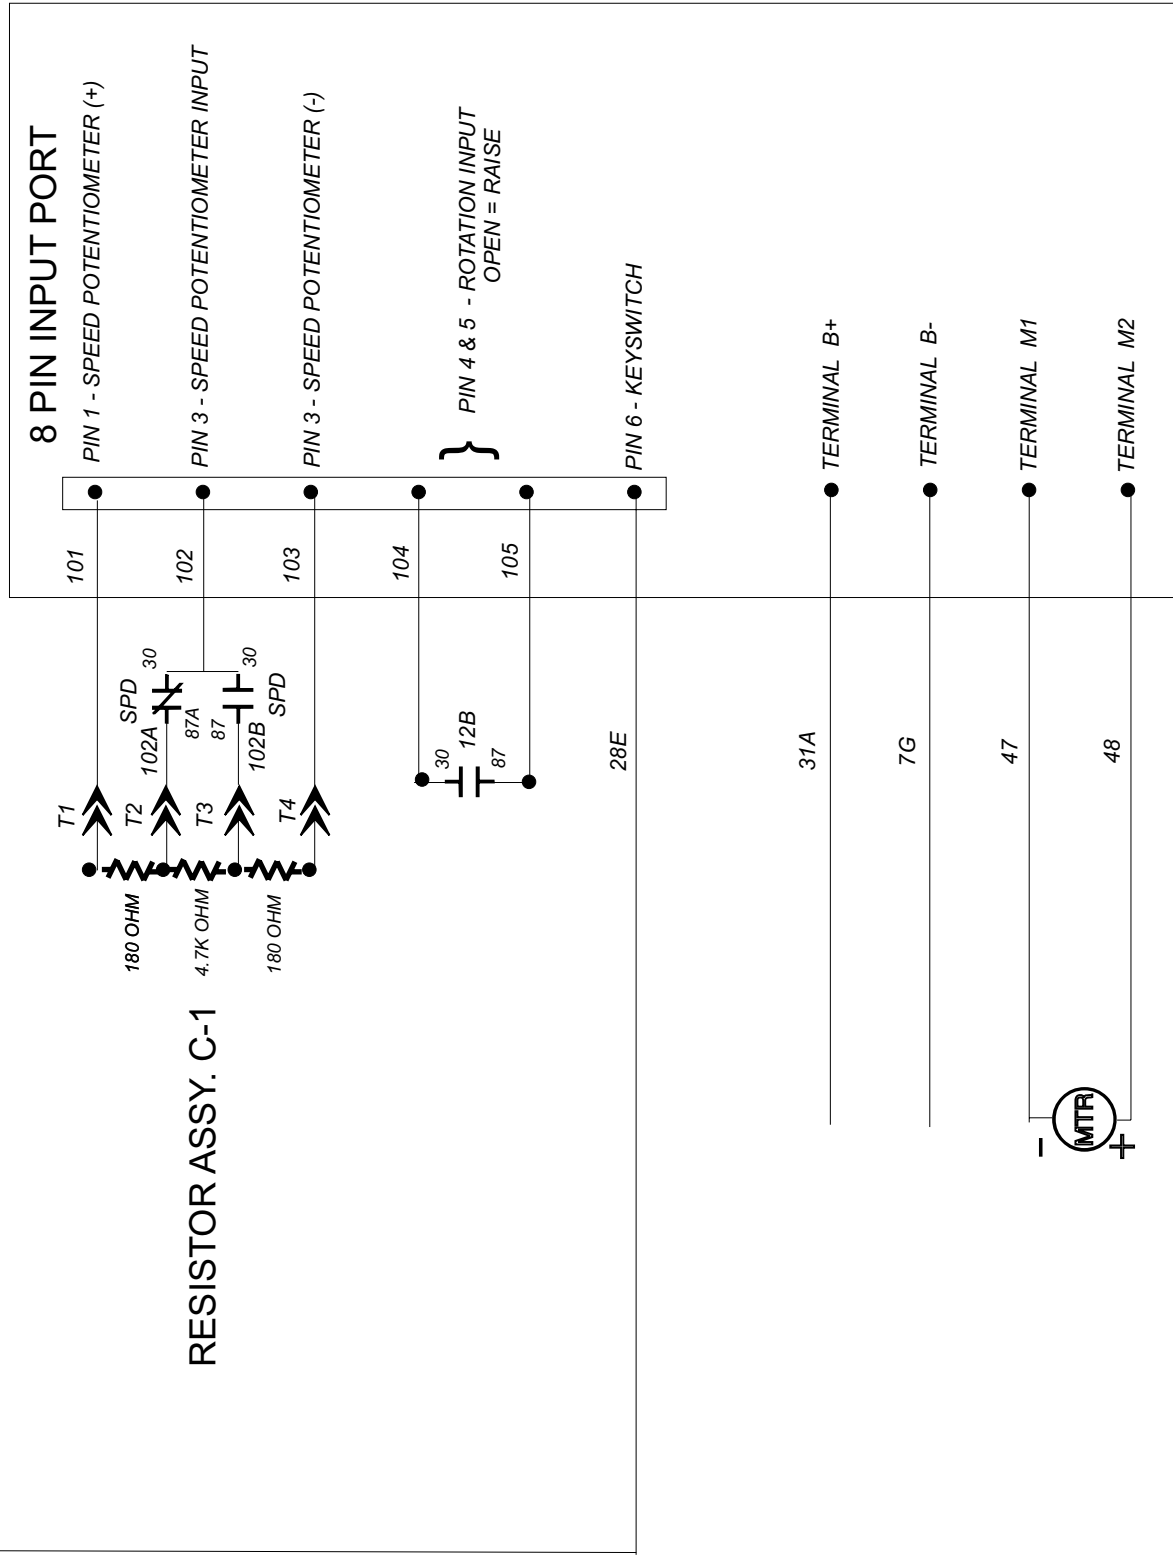 8 PIN INPUT PORT
PIN 1 - SPEED POTENTIOMETER (+)
PIN 3 - SPEED POTENTIOMETER INPUT
PIN 3 - SPEED POTENTIOMETER (-)
PIN 4 & 5 - ROTATION INPUT
OPEN = RAISE
PIN 6 - KEYSWITCH
TERMINAL B+
TERMINAL B-
TERMINAL M1
TERMINAL M2
101
102
103
104
105
SPD
30
87A
102A
30
SPD
87
102B
30
12B
87
28E
31A
7G
47
48
T1
T2
T3
T4
180 OHM
4.7K OHM
180 OHM
RESISTOR ASSY. C-1
-
MTR
+